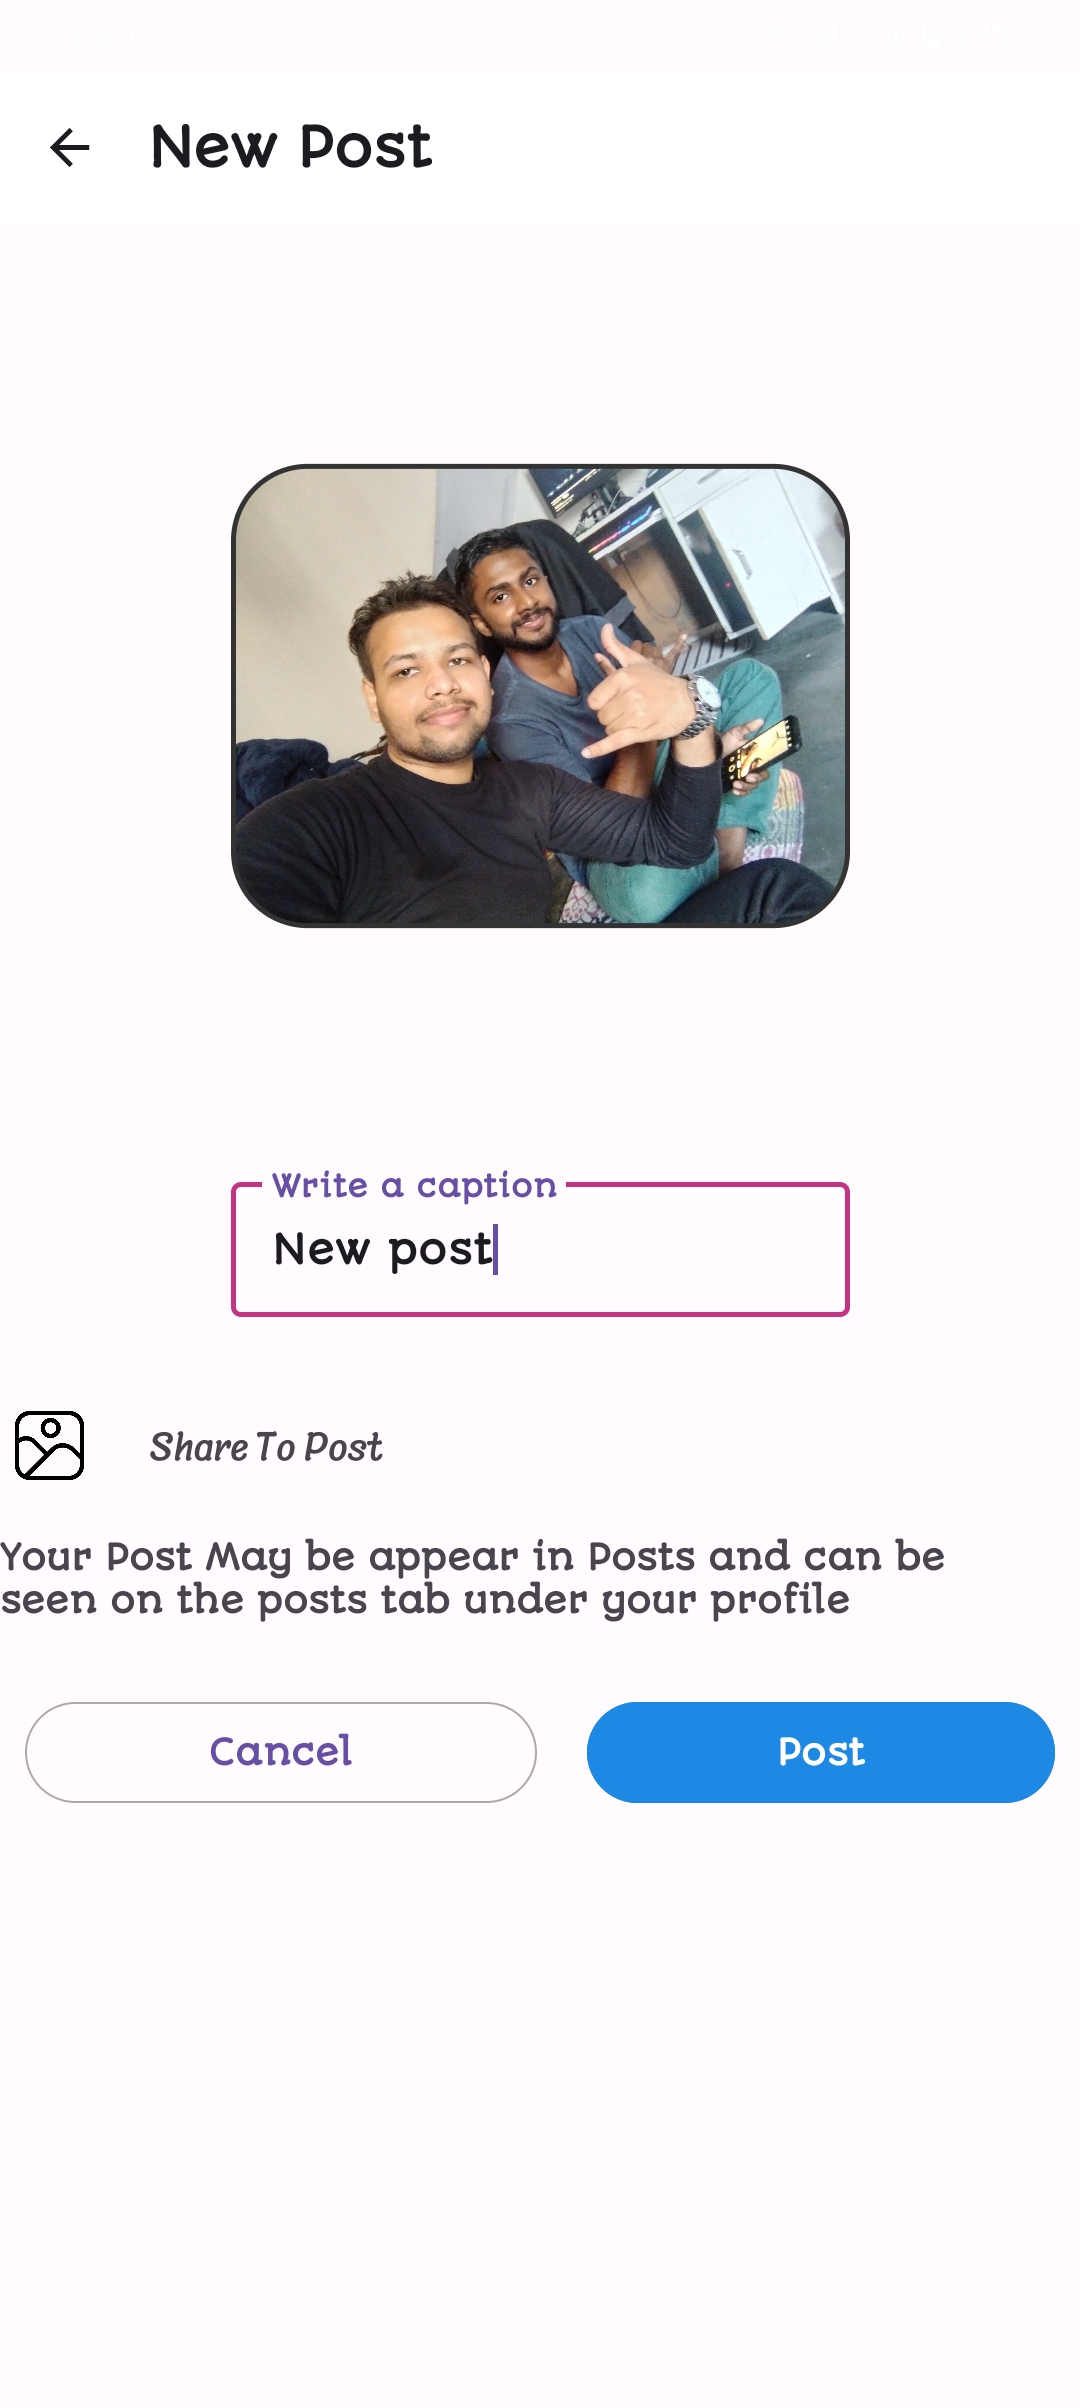 New Post
Write a caption
New post
Share To Post
Your Post May be appear in Posts and can be
seen on the posts tab under your profile
Cancel
Post